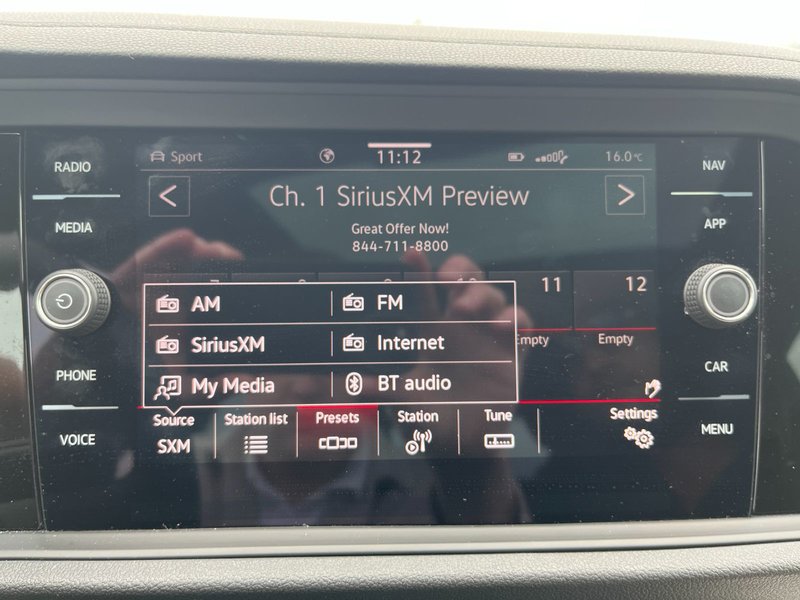 RADIO
MEDIA
PHONE
VOICE
Sport
11:12
16.0°C
Ch. 1 SiriusXM Preview
Great Offer Now!
844-711-8800
11
12
Empty
AM
FM
SiriusXM
Internet
My Media
BT audio
Source
SXM
Station list
Presets
Station
Tune
Settings
NAV
APP
CAR
MENU